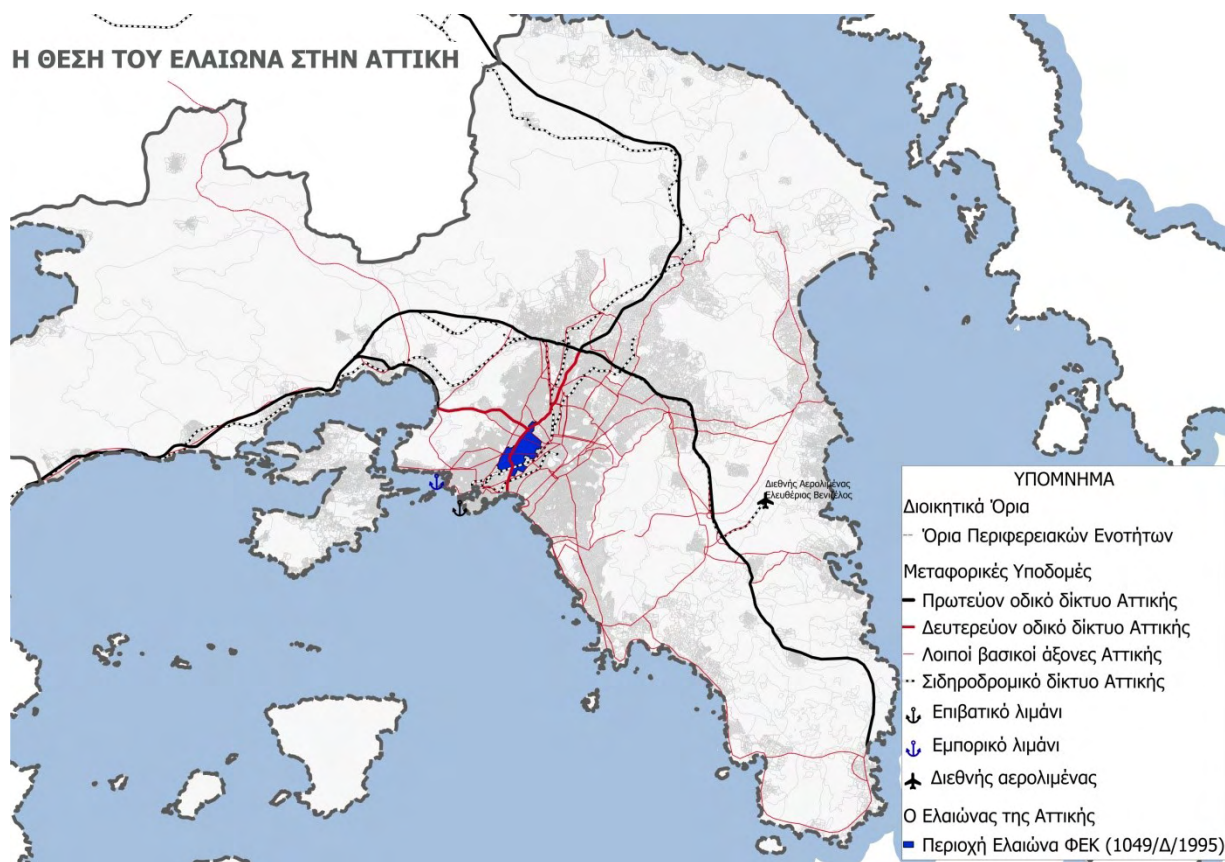 Η ΘΕΣΗ ΤΟΥ ΕΛΑΙΩΝΑ ΣΤΗΝ ΑΤΤΙΚΗ
Διεθνής Αερολιμένας
Ελευθέριος Βενιζέλος
ΥΠΟΜΝΗΜΑ
Διοικητικά Όρια
Όρια Περιφερειακών Ενοτήτων
Μεταφορικές Υποδομές
Πρωτεύον οδικό δίκτυο Αττικής
Δευτερεύον οδικό δίκτυο Αττικής
Λοιποί βασικοί άξονες Αττικής
Σιδηροδρομικό δίκτυο Αττικής
Επιβατικό λιμάνι
Εμπορικό λιμάνι
Διεθνής αερολιμένας
Ο Ελαιώνας της Αττικής
Περιοχή Ελαιώνα ΦΕΚ (1049/Δ/1995)